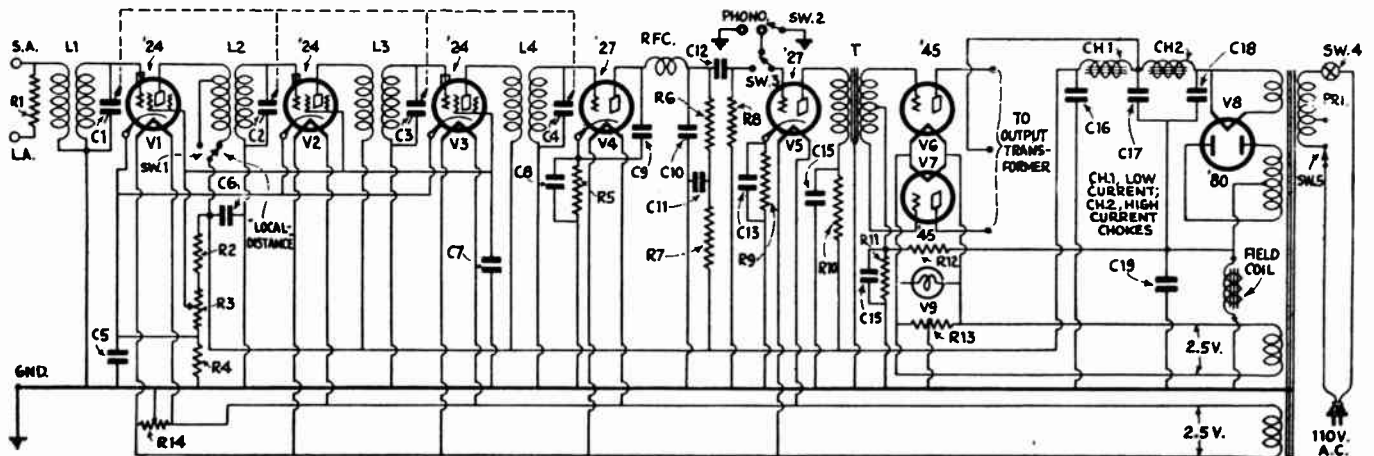 S.A.
L1
'24
L2
'24
L3
'24
L4
'27
RFC.
C12
PHONO.
SW.2
'27
T
'45
CH1
CH2
C18
SW.4
R1
C1
V1
C2
V2
C3
V3
C4
V4
C9
C10
R6
R8
SW.3
V5
C15
V6
V7
'45
TO
OUTPUT
TRANS-
FORMER
C16
C17
V8
'80
PRI.
SW.5
L.A.
SW.1
C6
"LOCAL-
DISTANCE
C8
R5
C11
R7
C13
R9
R10
CH.1, LOW
CURRENT;
CH.2, HIGH
CURRENT
CHOKES
R2
R3
C7
R11
R12
C15
V9
R13
C19
FIELD
COIL
C5
R4
2.5 V.
GND.
R14
2.5 V.
110V.
A.C.